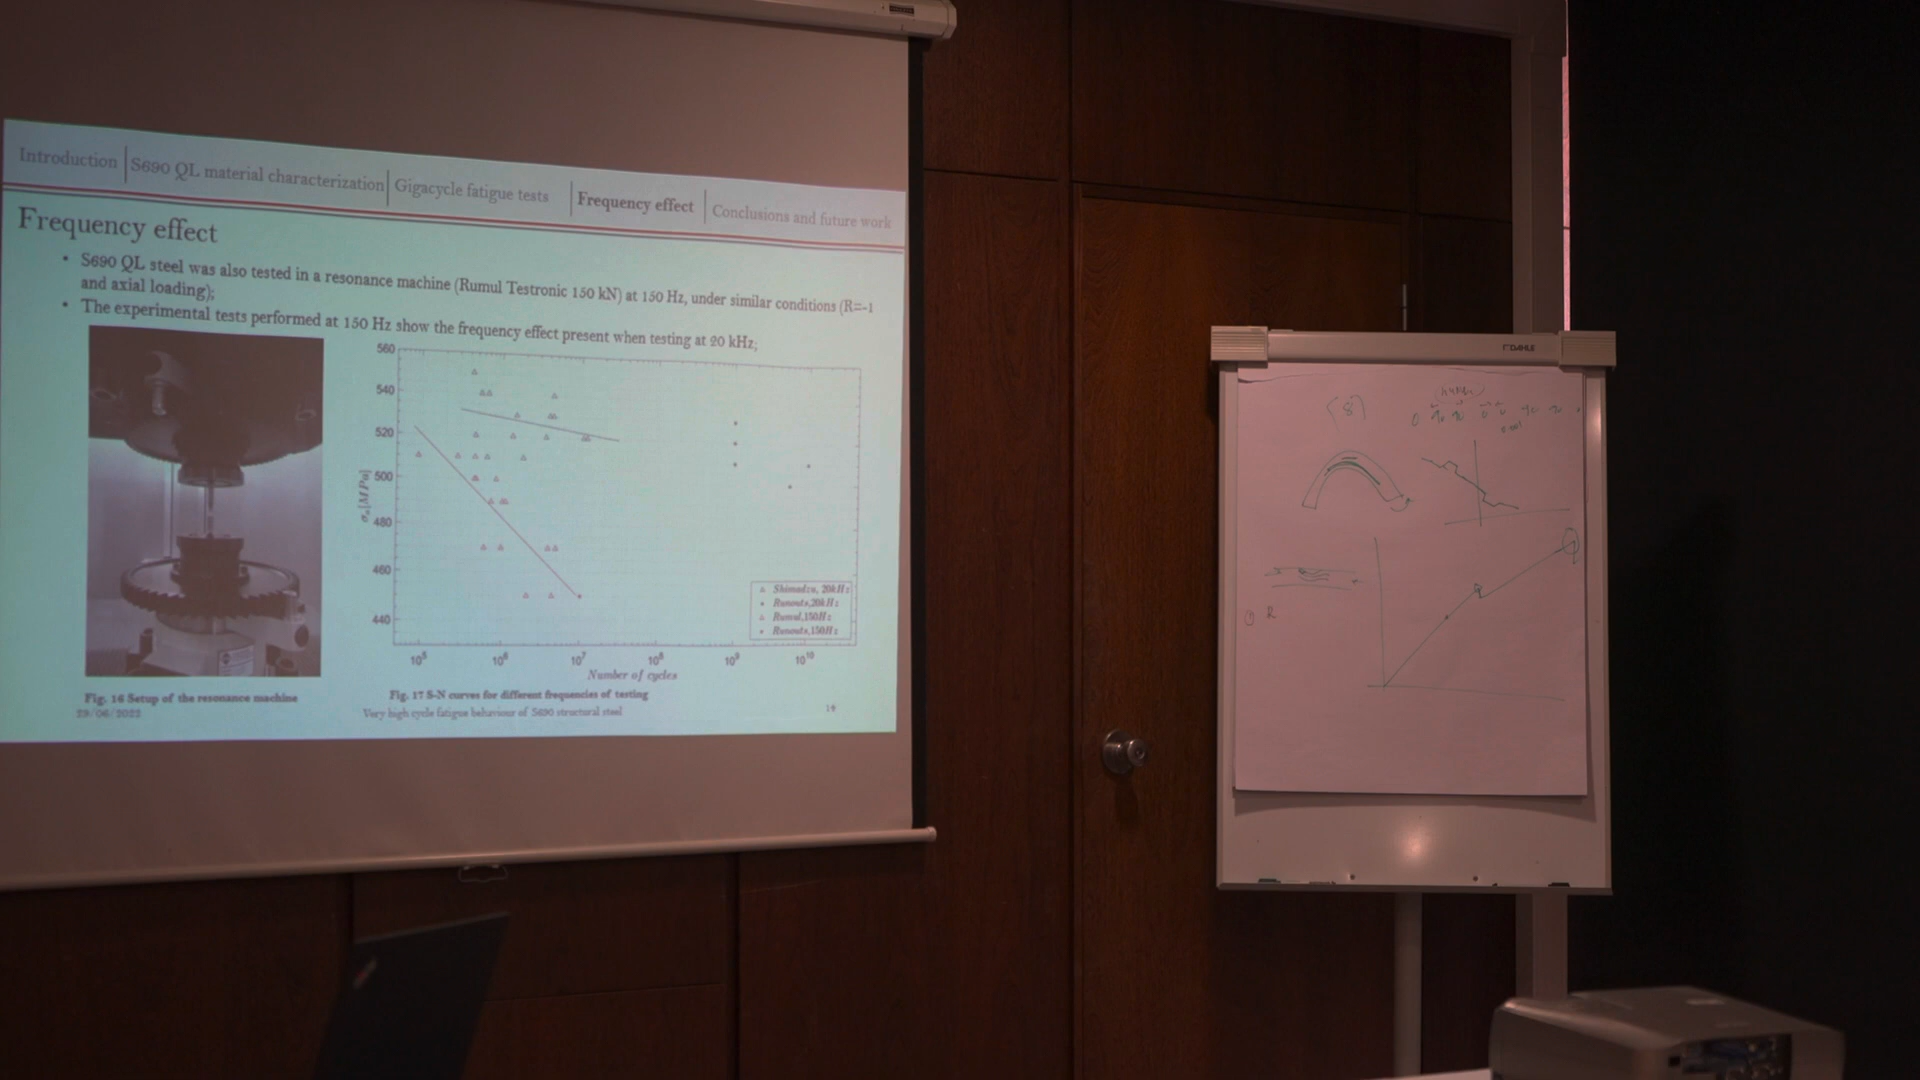 Introduction | S690 QL material characterization | Gigacycle fatigue tests | Frequency effect | Conclusions and future work
Frequency effect
• S690 QL steel was also tested in a resonance machine (Rumul Testronic 150 kN) at 150 Hz, under similar conditions (R=-1
and axial loading);
• The experimental tests performed at 150 Hz show the frequency effect present when testing at 20 kHz;
560
540
520
500
480
460
440
σa[MPa]
Shimadzu, 20kHz
Runouts,20kHz
Rumul,150Hz
Runouts,150Hz
10^5 10^6 10^7 10^8 10^9 10^10
Number of cycles
Fig. 16 Setup of the resonance machine
Fig. 17 S-N curves for different frequencies of testing
29/06/2022
Very high cycle fatigue behaviour of S690 structural steel
DAHLE
(8)
R